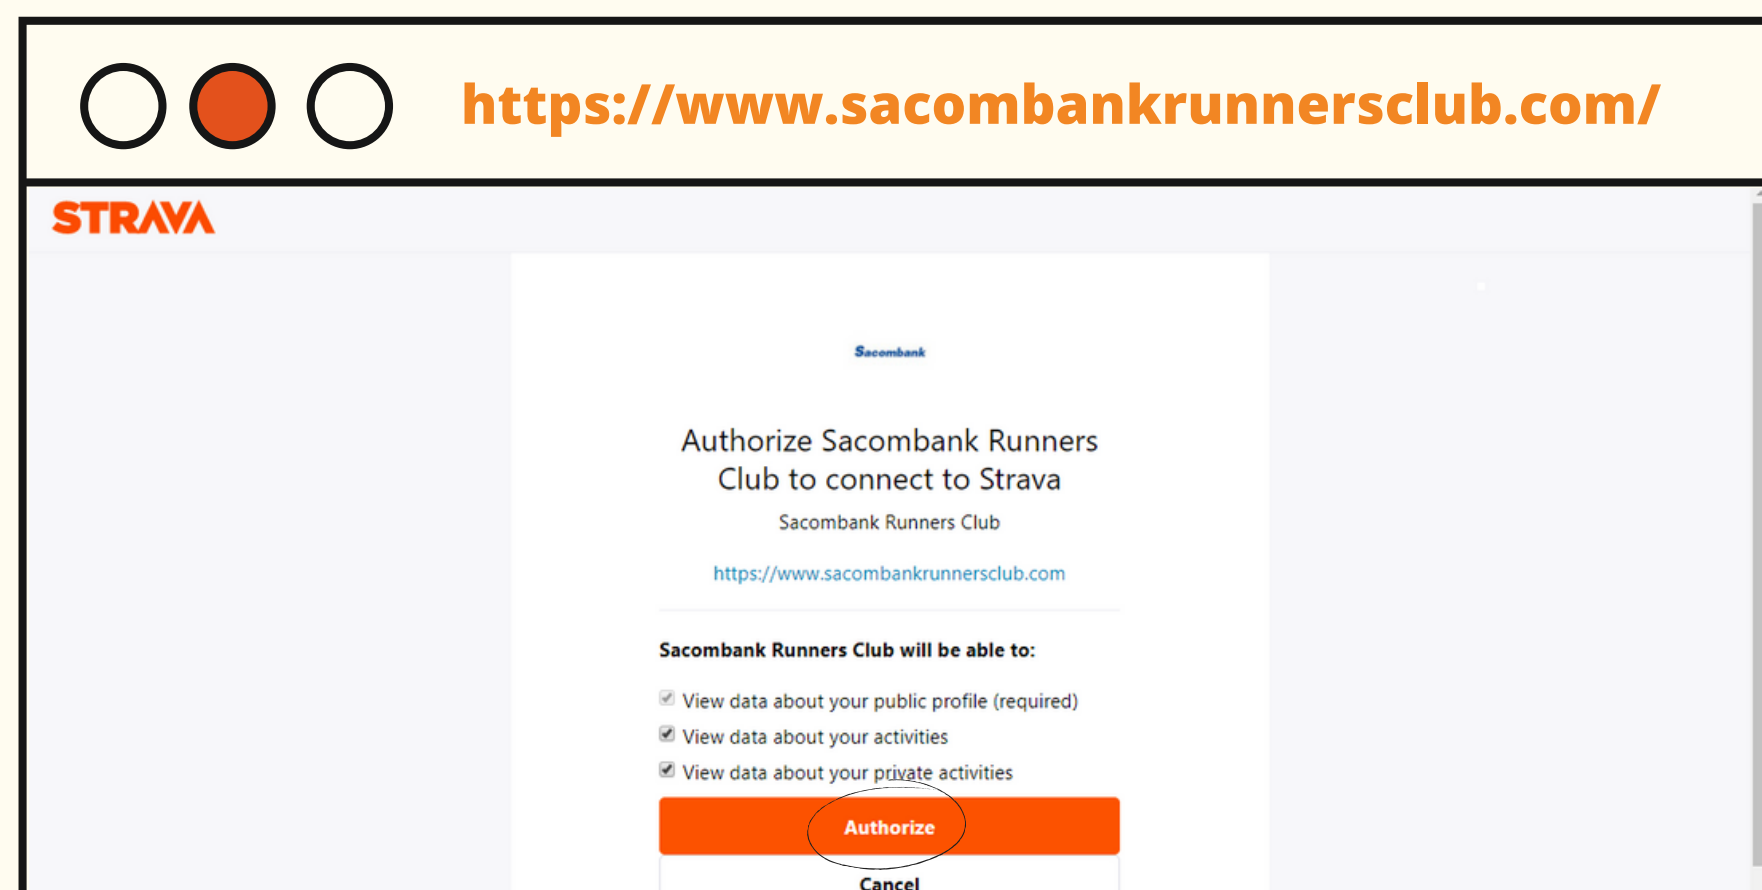 https://www.sacombankrunnersclub.com/
STRAVA
Sacombank
Authorize Sacombank Runners
Club to connect to Strava
Sacombank Runners Club
https://www.sacombankrunnersclub.com
Sacombank Runners Club will be able to:
View data about your public profile (required)
View data about your activities
View data about your private activities
Authorize
Cancel